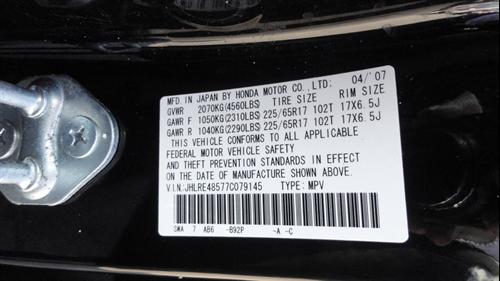 MFD. IN JAPAN BY HONDA MOTOR CO.,LTD: 04/'07
GVWR 2070KG(4560LBS) TIRE SIZE RIM SIZE
GAWR F 1050KG(2310LBS) 225/65R17 102T 17X6.5J
GAWR R 1040KG(2290LBS) 225/65R17 102T 17X6.5J
THIS VEHICLE CONFORMS TO ALL APPLICABLE
FEDERAL MOTOR VEHICLE SAFETY
AND THEFT PREVENTION STANDARDS IN EFFECT
ON THE DATE OF MANUFACTURE SHOWN ABOVE.
V.I.N:JHLRE48577C079145 TYPE: MPV
SWA 7 AB6 -B92P -A -C